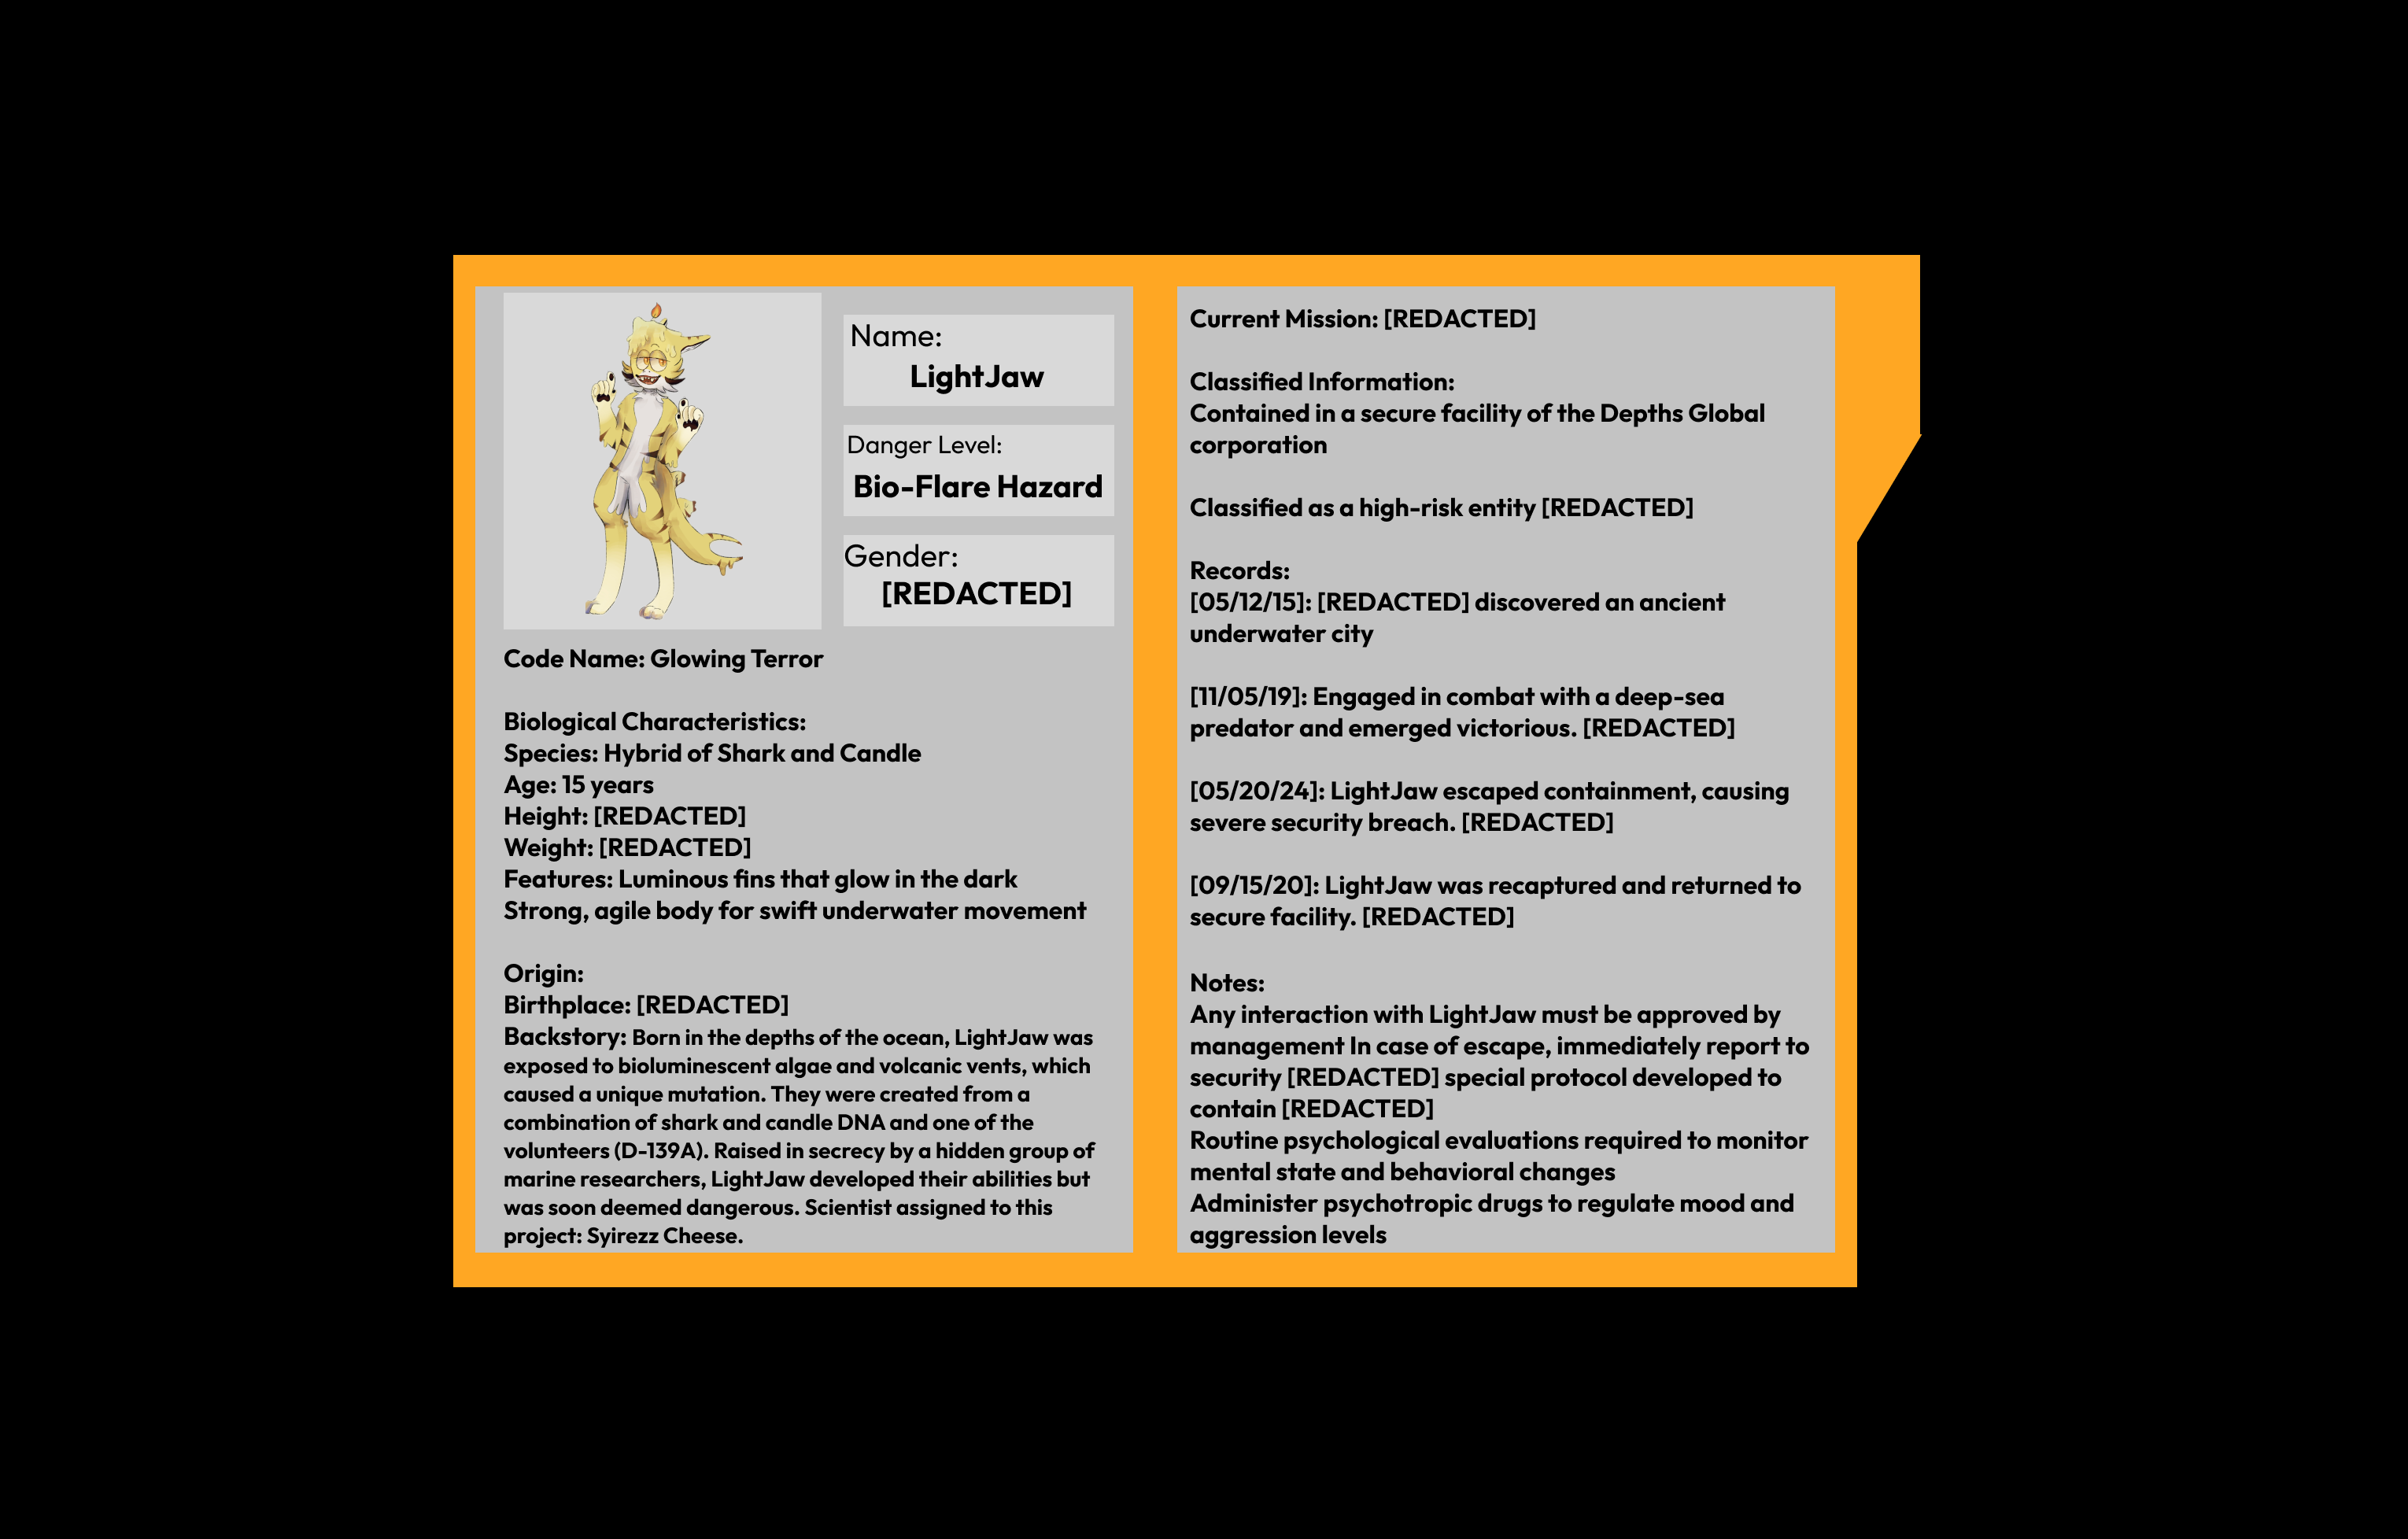 Name:
LightJaw
Danger Level:
Bio-Flare Hazard
Gender:
[REDACTED]
Code Name: Glowing Terror
Biological Characteristics:
Species: Hybrid of Shark and Candle
Age: 15 years
Height: [REDACTED]
Weight: [REDACTED]
Features: Luminous fins that glow in the dark
Strong, agile body for swift underwater movement
Origin:
Birthplace: [REDACTED]
Backstory: Born in the depths of the ocean, LightJaw was
exposed to bioluminescent algae and volcanic vents, which
caused a unique mutation. They were created from a
combination of shark and candle DNA and one of the
volunteers (D-139A). Raised in secrecy by a hidden group of
marine researchers, LightJaw developed their abilities but
was soon deemed dangerous. Scientist assigned to this
project: Syirezz Cheese.
Current Mission: [REDACTED]
Classified Information:
Contained in a secure facility of the Depths Global
corporation
Classified as a high-risk entity [REDACTED]
Records:
[05/12/15]: [REDACTED] discovered an ancient
underwater city
[11/05/19]: Engaged in combat with a deep-sea
predator and emerged victorious. [REDACTED]
[05/20/24]: LightJaw escaped containment, causing
severe security breach. [REDACTED]
[09/15/20]: LightJaw was recaptured and returned to
secure facility. [REDACTED]
Notes:
Any interaction with LightJaw must be approved by
management In case of escape, immediately report to
security [REDACTED] special protocol developed to
contain [REDACTED]
Routine psychological evaluations required to monitor
mental state and behavioral changes
Administer psychotropic drugs to regulate mood and
aggression levels